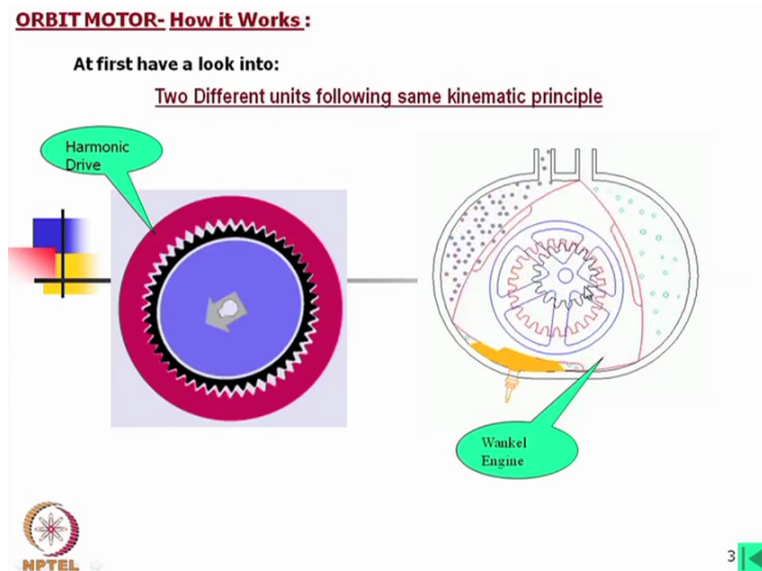 ORBIT MOTOR- How it Works :
At first have a look into:
Two Different units following same kinematic principle
Harmonic
Drive
Wankel
Engine
NPTEL
3